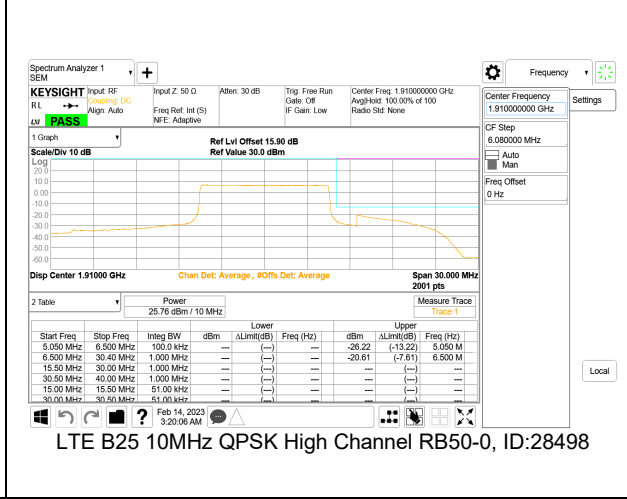 Spectrum Analyzer 1
SEM
+
Frequency
KEYSIGHT Input: RF Input Z: 50 Ω Atten: 30 dB Trig: Free Run Center Freq: 1.910000000 GHz
RL Coupling: DC Gate: Off Avg|Hold: 100.00% of 100
Align: Auto Freq Ref: Int (S) IF Gain: Low Radio Std: None
LXI PASS NFE: Adaptive
Center Frequency
1.910000000 GHz
Settings
CF Step
6.080000 MHz
Auto
Man
Freq Offset
0 Hz
1 Graph
Ref Lvl Offset 15.90 dB
Scale/Div 10 dB Ref Value 30.0 dBm
Log
20.0
10.0
0.00
-10.0
-20.0
-30.0
-40.0
-50.0
-60.0
Disp Center 1.91000 GHz Chan Det: Average, #Offs Det: Average Span 30.000 MHz
2001 pts
2 Table Power Measure Trace
25.76 dBm / 10 MHz Trace 1
Lower Upper
Start Freq Stop Freq Integ BW dBm ΔLimit(dB) Freq (Hz) dBm ΔLimit(dB) Freq (Hz)
5.050 MHz 6.500 MHz 100.0 kHz --- (---) --- -26.22 (-13.22) 5.050 M
6.500 MHz 30.40 MHz 1.000 MHz --- (---) --- -20.61 (-7.61) 6.500 M
15.50 MHz 30.00 MHz 1.000 MHz --- (---) --- --- (---) ---
30.50 MHz 40.00 MHz 1.000 MHz --- (---) --- --- (---) ---
15.00 MHz 15.50 MHz 51.00 kHz --- (---) --- --- (---) ---
30.00 MHz 30.50 MHz 51.00 kHz --- (---) --- --- (---) ---
Local
? Feb 14, 2023
3:20:06 AM
LTE B25 10MHz QPSK High Channel RB50-0, ID:28498